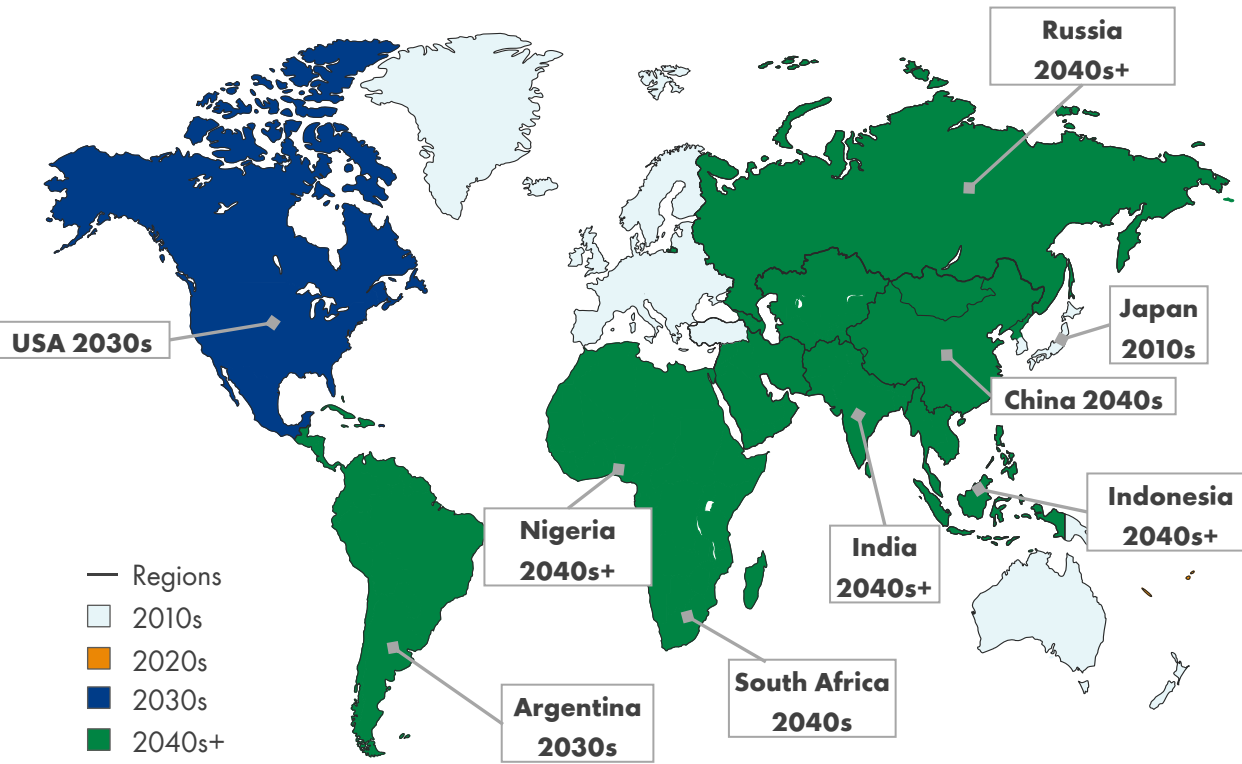 Russia
2040s+
USA 2030s
Japan
2010s
China 2040s
Indonesia
2040s+
Nigeria
2040s+
India
2040s+
South Africa
2040s
Argentina
2030s
Regions
2010s
2020s
2030s
2040s+